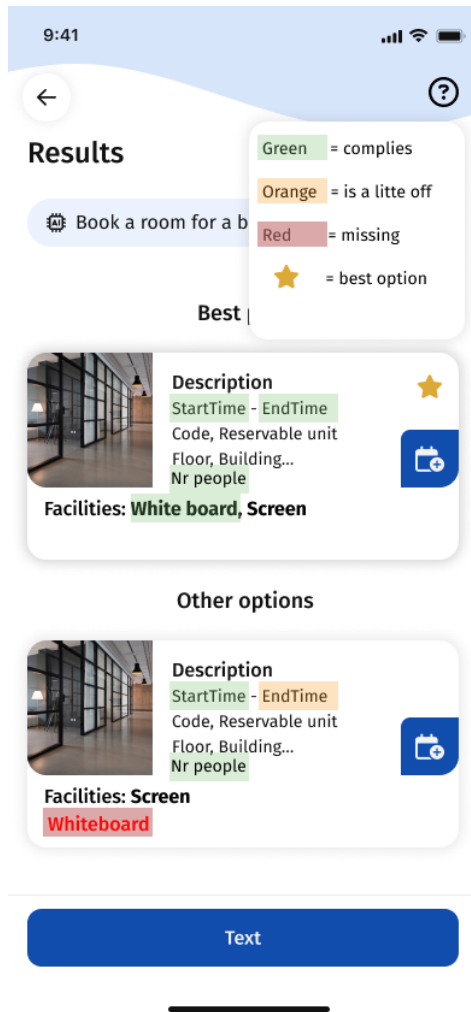 9:41
Results
Green = complies
Orange = is a litte off
Red = missing
= best option
AI Book a room for a b
Best
Description
StartTime - EndTime
Code, Reservable unit
Floor, Building...
Nr people
Facilities: White board, Screen
Other options
Description
StartTime - EndTime
Code, Reservable unit
Floor, Building...
Nr people
Facilities: Screen
Whiteboard
Text